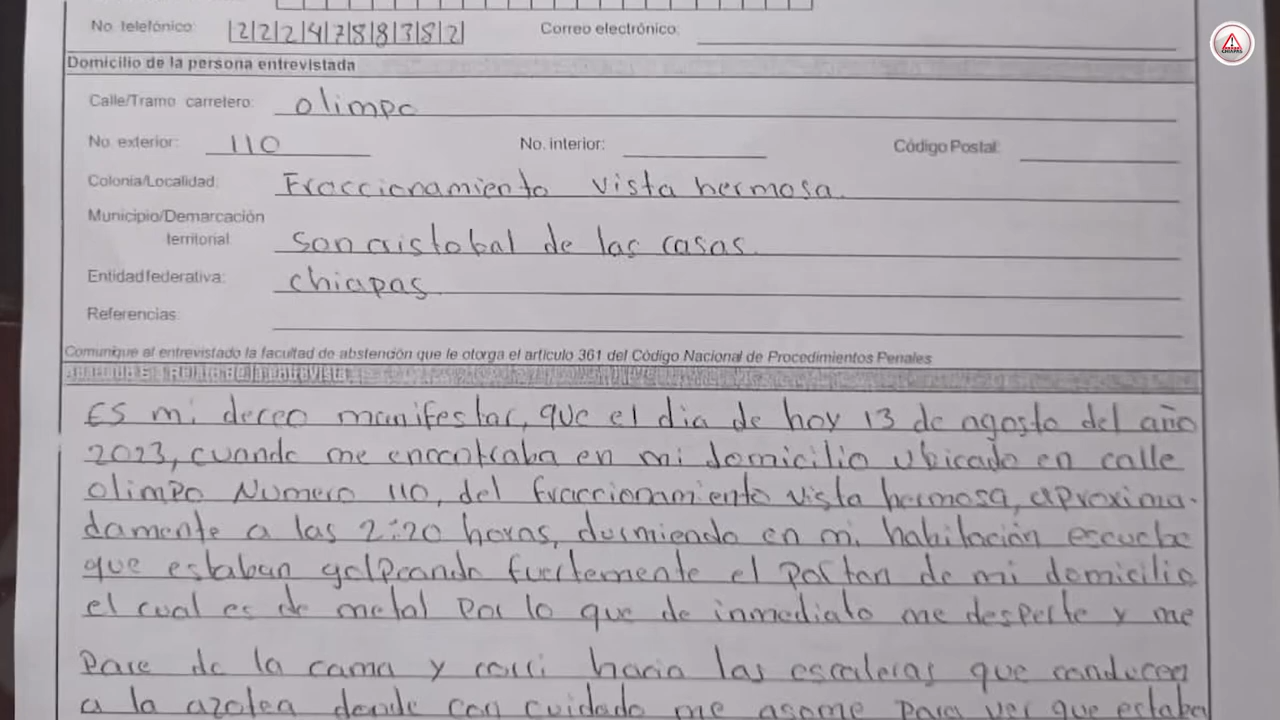 No. telefónico: 2224788382 Correo electrónico:
Domicilio de la persona entrevistada
Calle/Tramo carretero: olimpo
No. exterior: 110 No. interior: Código Postal:
Colonia/Localidad: Fraccionamiento vista hermosa.
Municipio/Demarcación
territorial: san cristobal de las casas.
Entidad federativa: chiapas
Referencias:
Comunique al entrevistado la facultad de abstención que le otorga el artículo 361 del Código Nacional de Procedimientos Penales
Es mi deceo manifestar, que el dia de hoy 13 de agosto del año
2023, cuando me encontraba en mi domicilio ubicado en calle
olimpo Numero 110, del fraccionamiento vista hermosa, aproxima-
damente a las 2:20 horas, durmiendo en mi habitación escuche
que estaban golpeando fuertemente el porton de mi domicilio
el cual es de metal por lo que de inmediato me desperte y me
pare de la cama y corri hacia las escaleras que conducen
a la azotea donde con cuidado me asome para ver que estaba
CHIAPAS